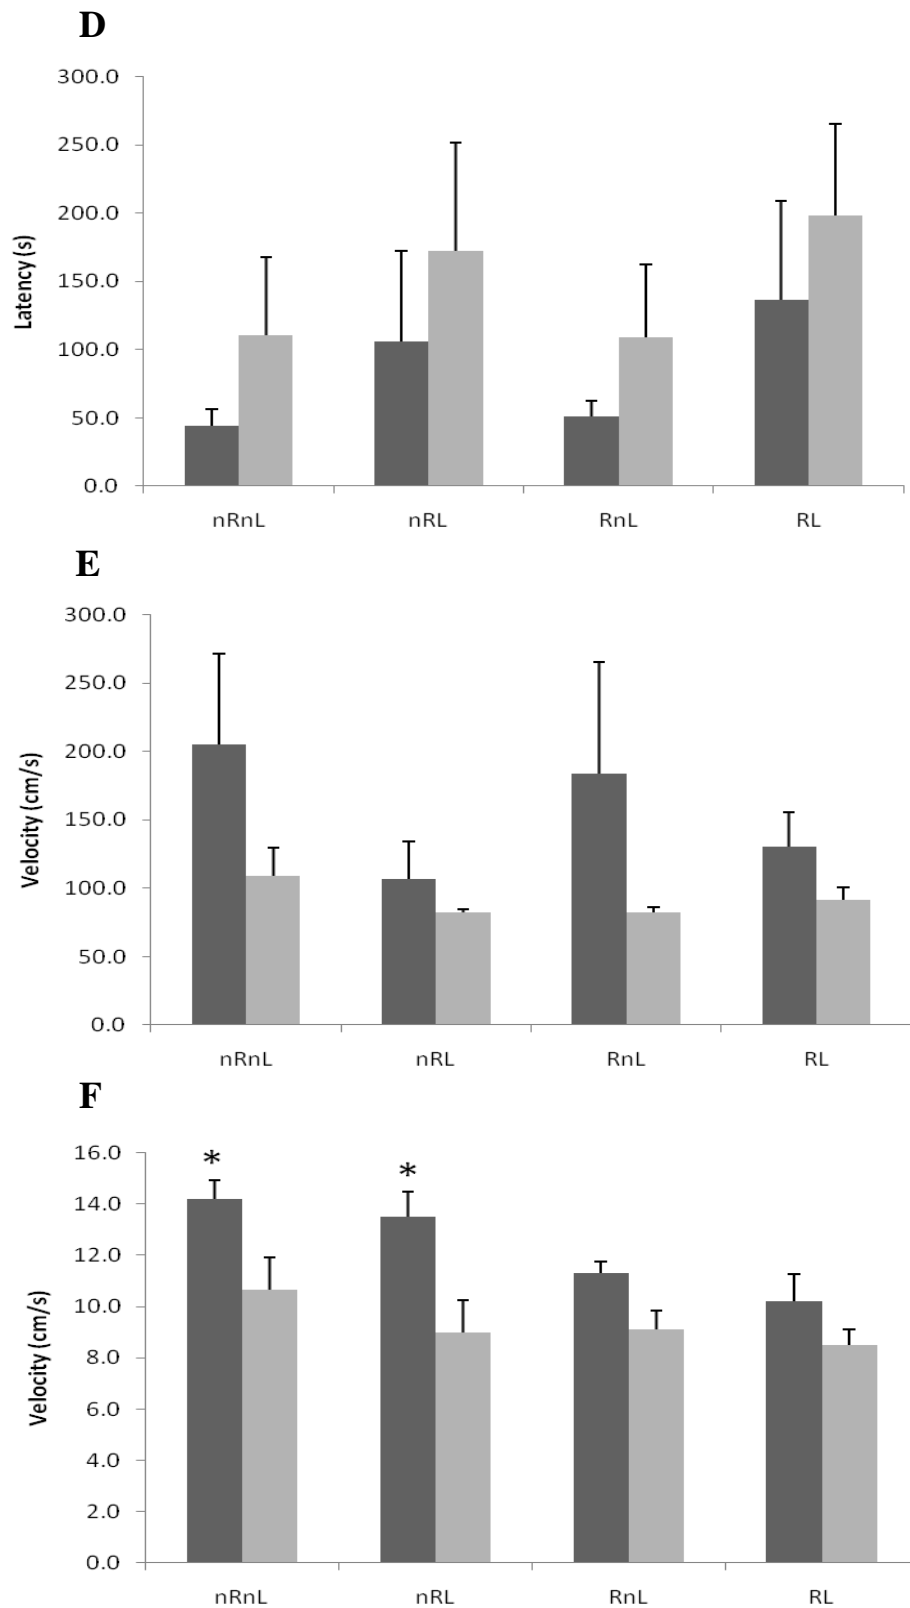 D
300.0
250.0
200.0
150.0
100.0
50.0
0.0
Latency (s)
nRnL nRL RnL RL
E
300.0
250.0
200.0
150.0
100.0
50.0
0.0
Velocity (cm/s)
nRnL nRL RnL RL
F
16.0
14.0
12.0
10.0
8.0
6.0
4.0
2.0
0.0
Velocity (cm/s)
* *
nRnL nRL RnL RL